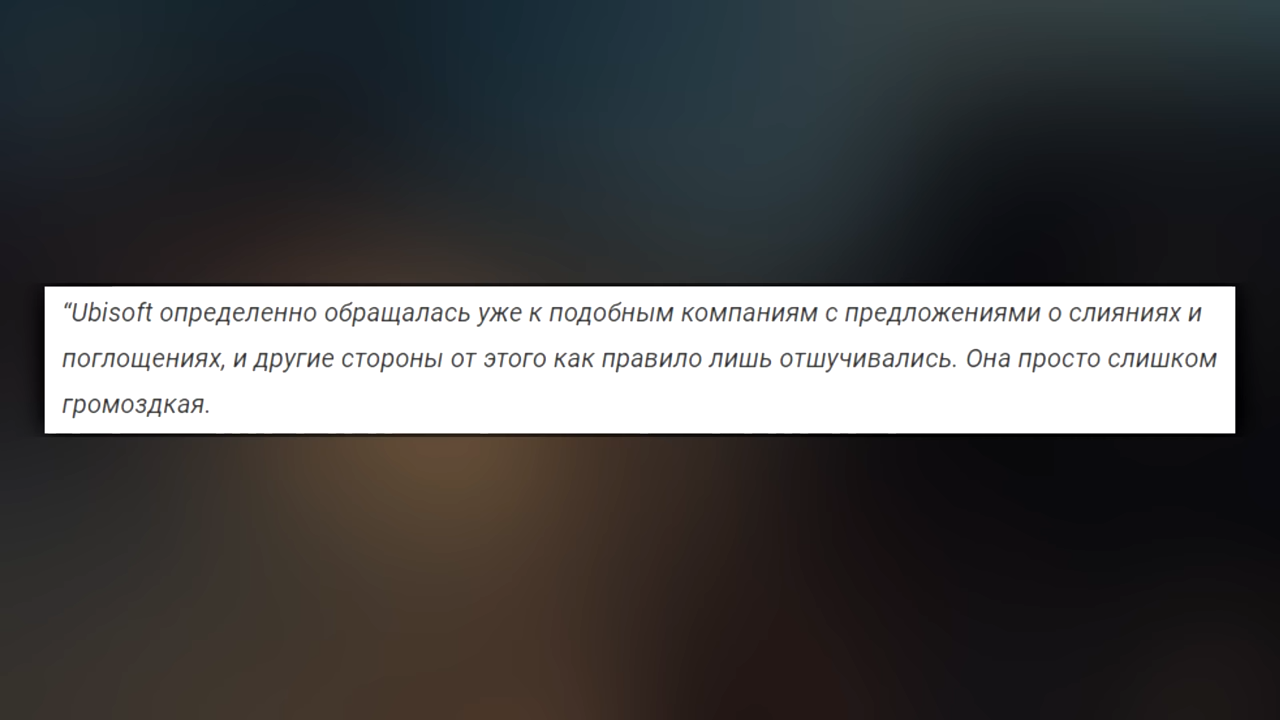 “Ubisoft определенно обращалась уже к подобным компаниям с предложениями о слияниях и
поглощениях, и другие стороны от этого как правило лишь отшучивались. Она просто слишком
громоздкая.